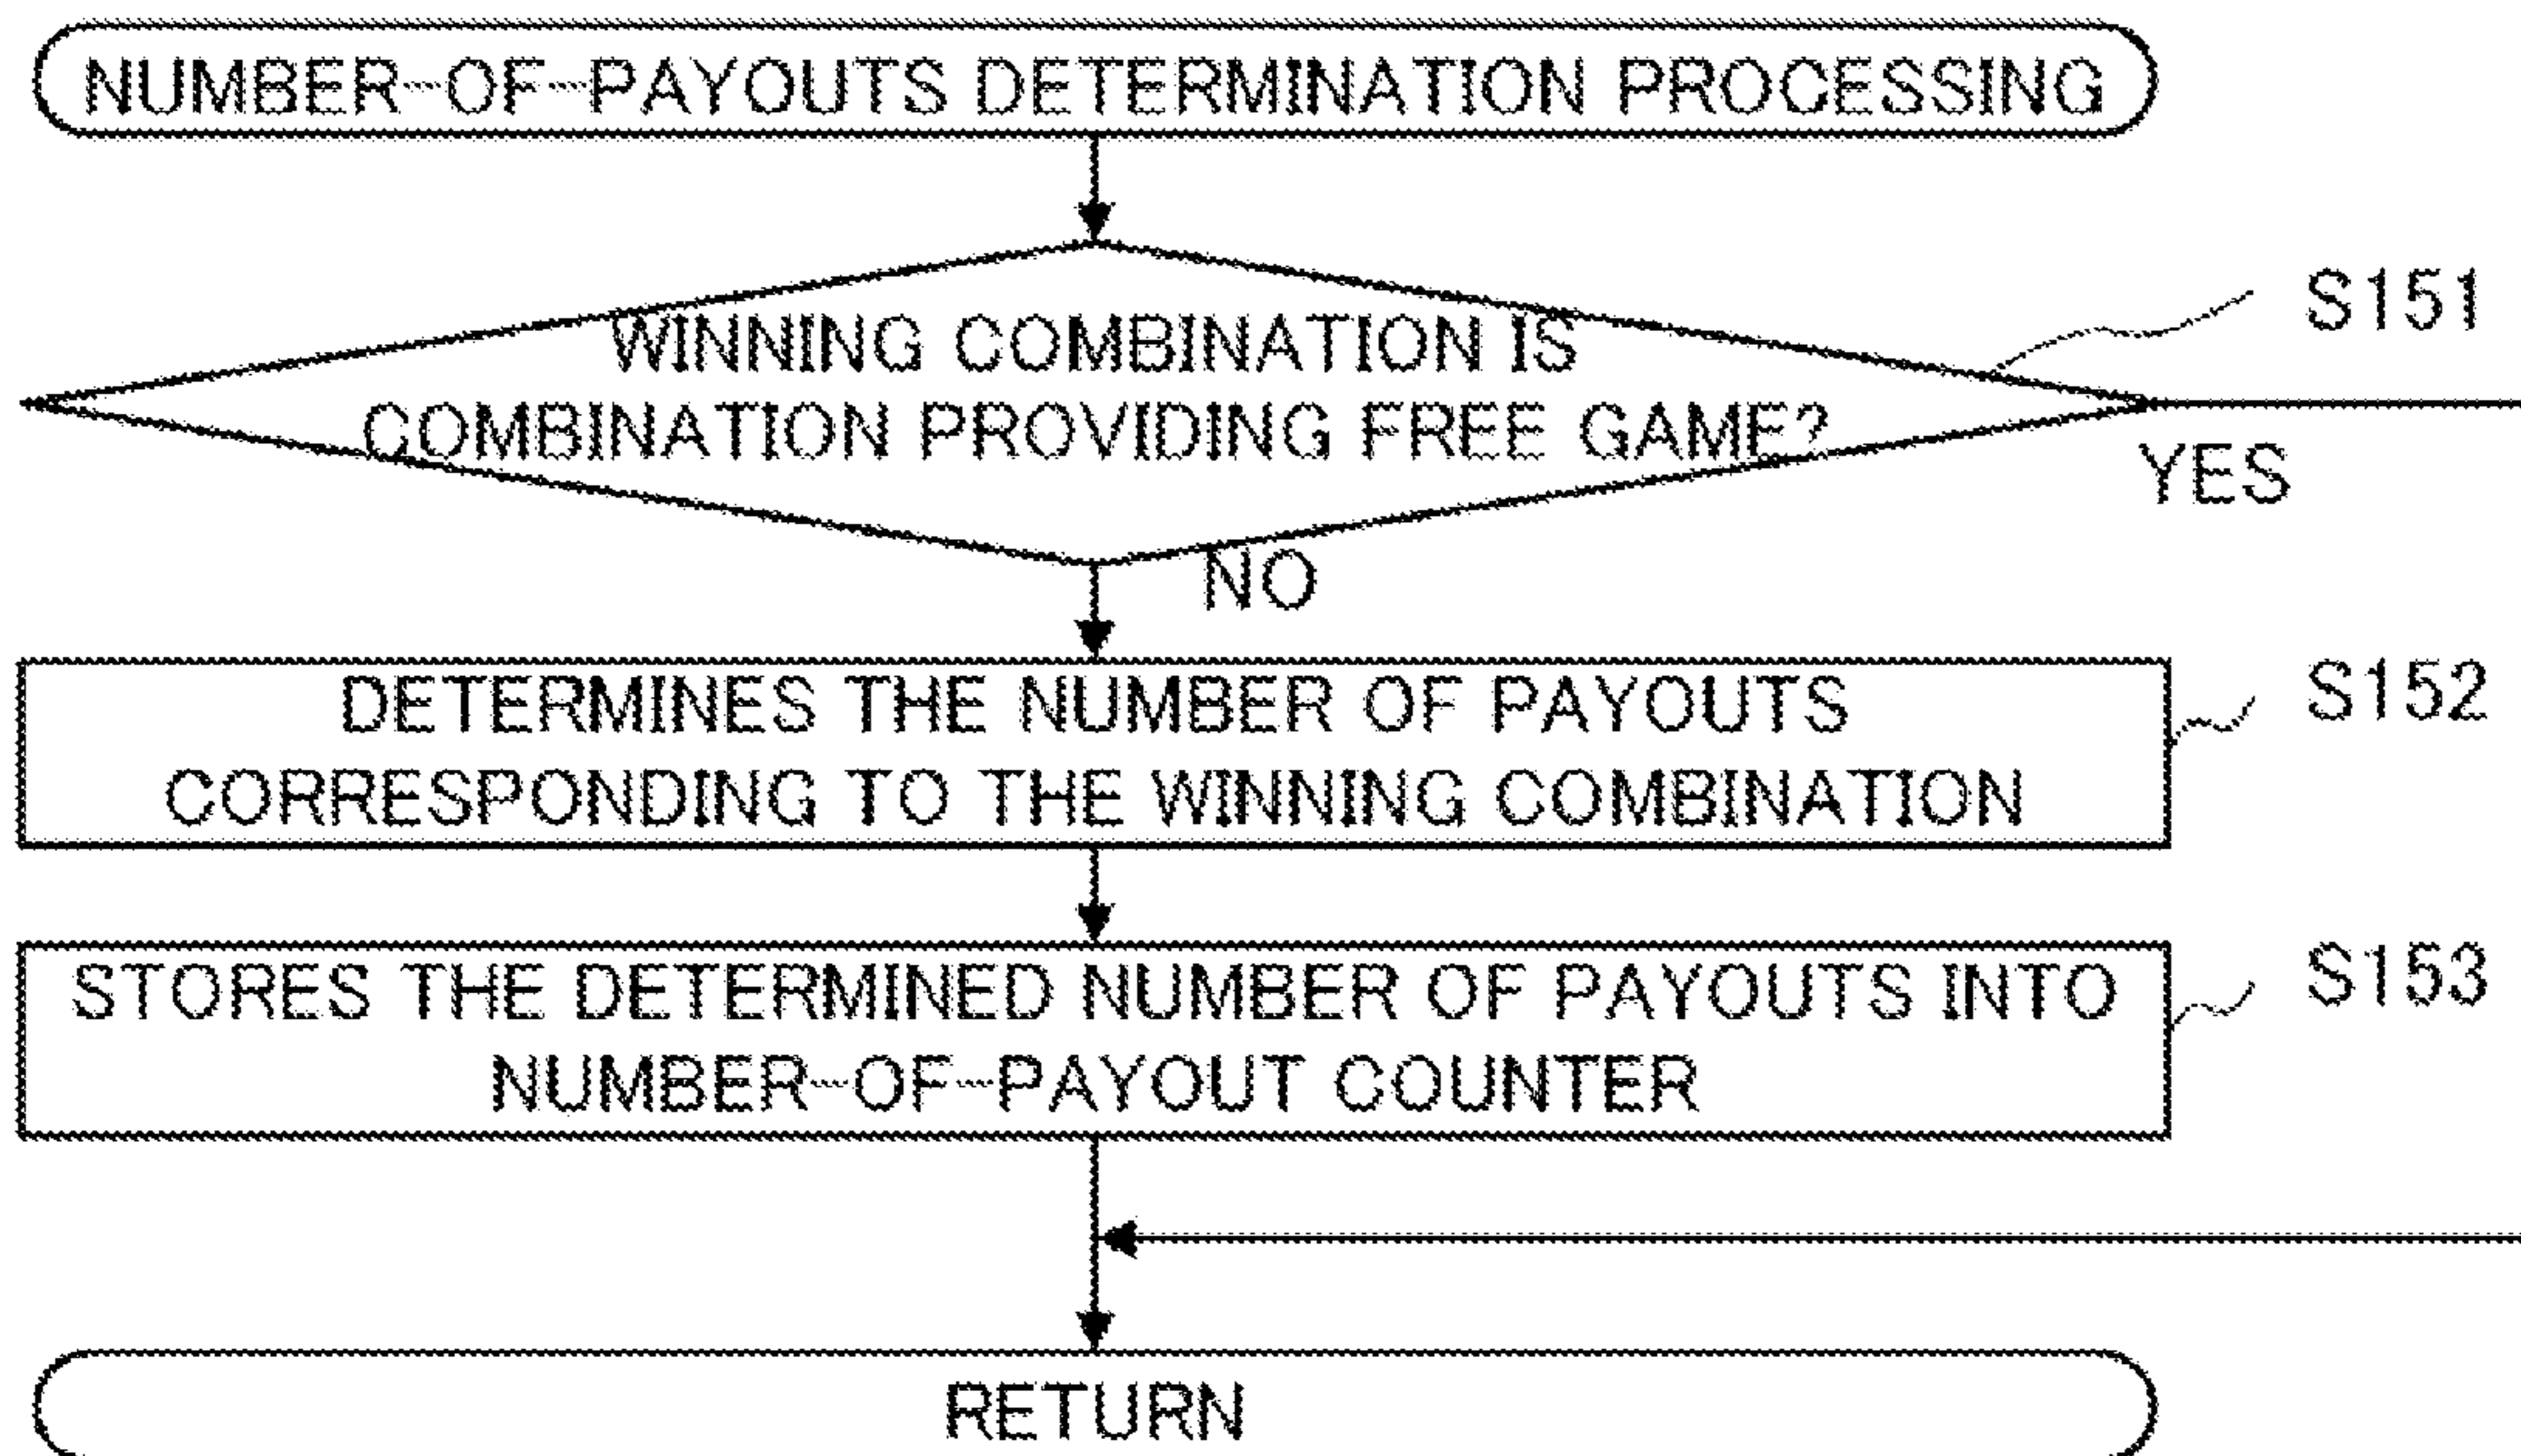 NUMBER-OF-PAYOUTS DETERMINATION PROCESSING
S151
WINNING COMBINATION IS
COMBINATION PROVIDING FREE GAME?
YES
NO
DETERMINES THE NUMBER OF PAYOUTS
CORRESPONDING TO THE WINNING COMBINATION
S152
STORES THE DETERMINED NUMBER OF PAYOUTS INTO
NUMBER-OF-PAYOUT COUNTER
S153
RETURN